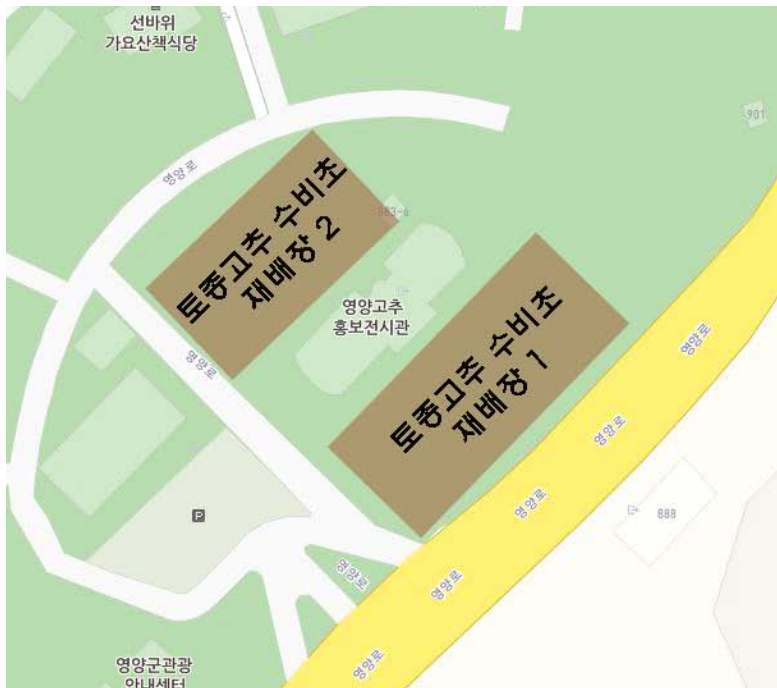 선바위
가요산책식당
901
영양로
883-6
토종고추 수비초
재배장 2
영양고추
홍보전시관
토종고추 수비초
재배장 1
영양로
영양로
영양로
영양로
P
888
영양로
영양로
영양로
영양군관광
안내센터